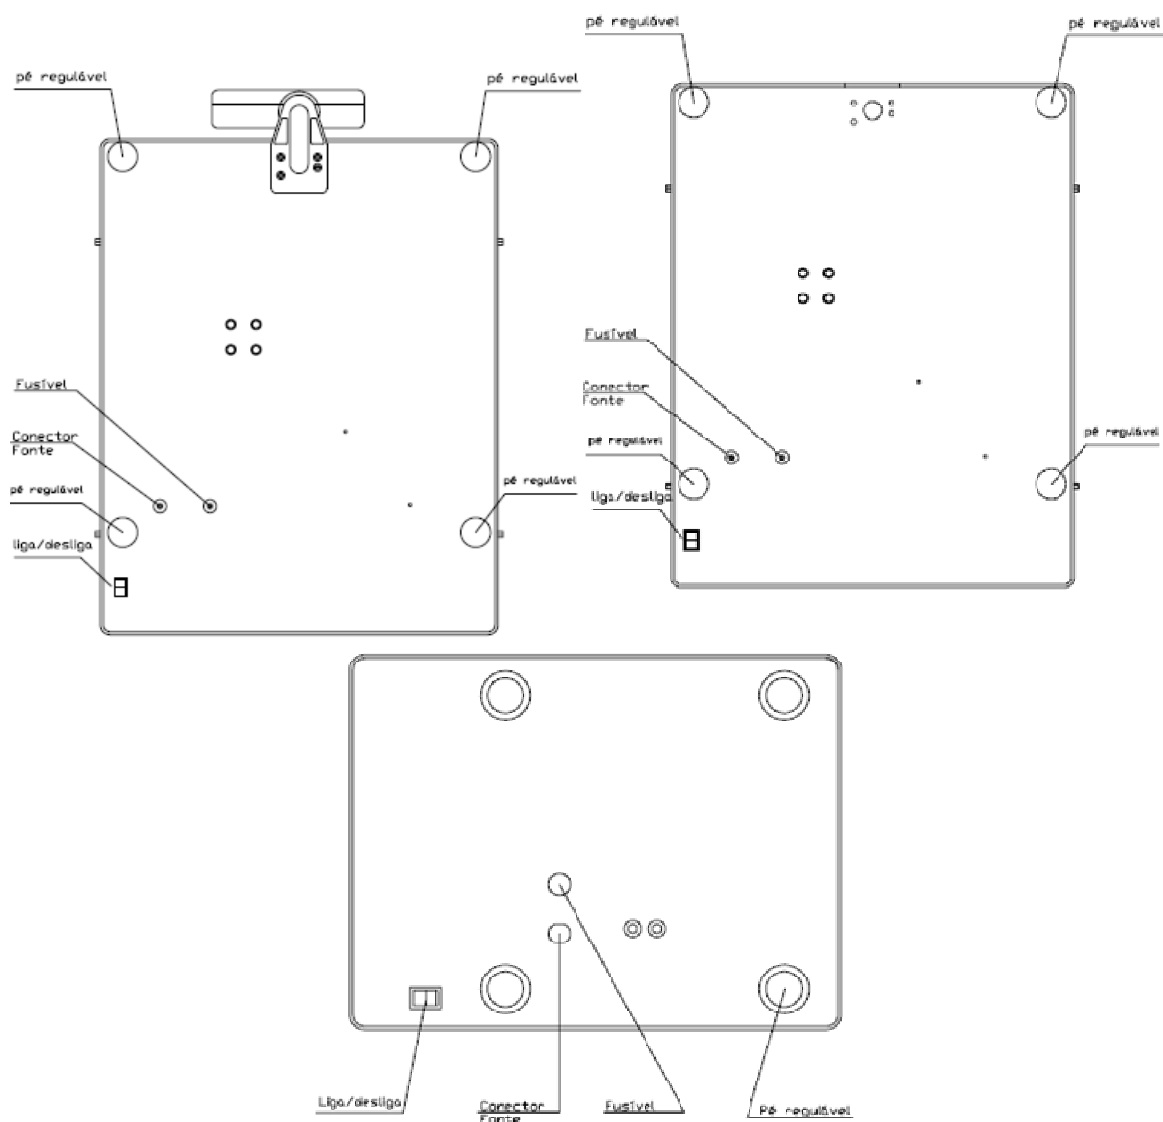 pé regulável
pé regulável
Fusível
Conector
Fonte
pé regulável
pé regulável
liga/desliga
pé regulável
pé regulável
Fusível
Conector
Fonte
pé regulável
pé regulável
liga/desliga
Liga/desliga
Conector
Fonte
Fusível
Pé regulável